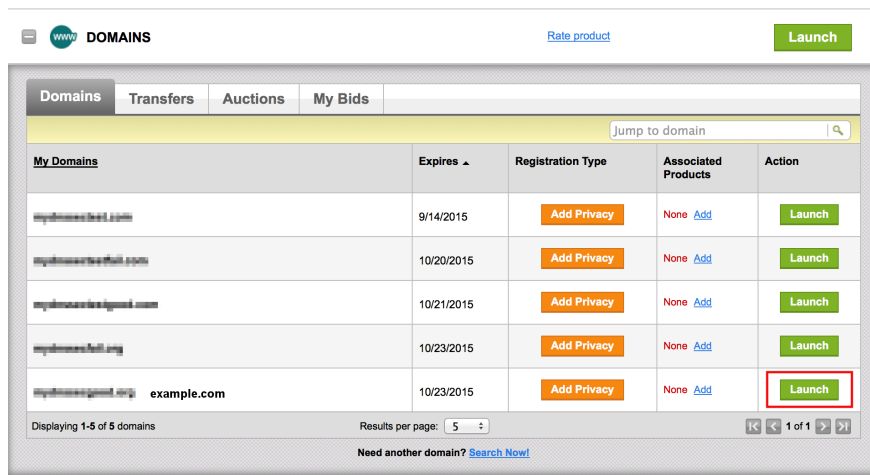 www DOMAINS Rate product Launch
Domains Transfers Auctions My Bids
Jump to domain
My Domains Expires Registration Type Associated Products Action
9/14/2015 Add Privacy None Add Launch
10/20/2015 Add Privacy None Add Launch
10/21/2015 Add Privacy None Add Launch
10/23/2015 Add Privacy None Add Launch
example.com 10/23/2015 Add Privacy None Add Launch
Displaying 1-5 of 5 domains Results per page: 5 1 of 1
Need another domain? Search Now!